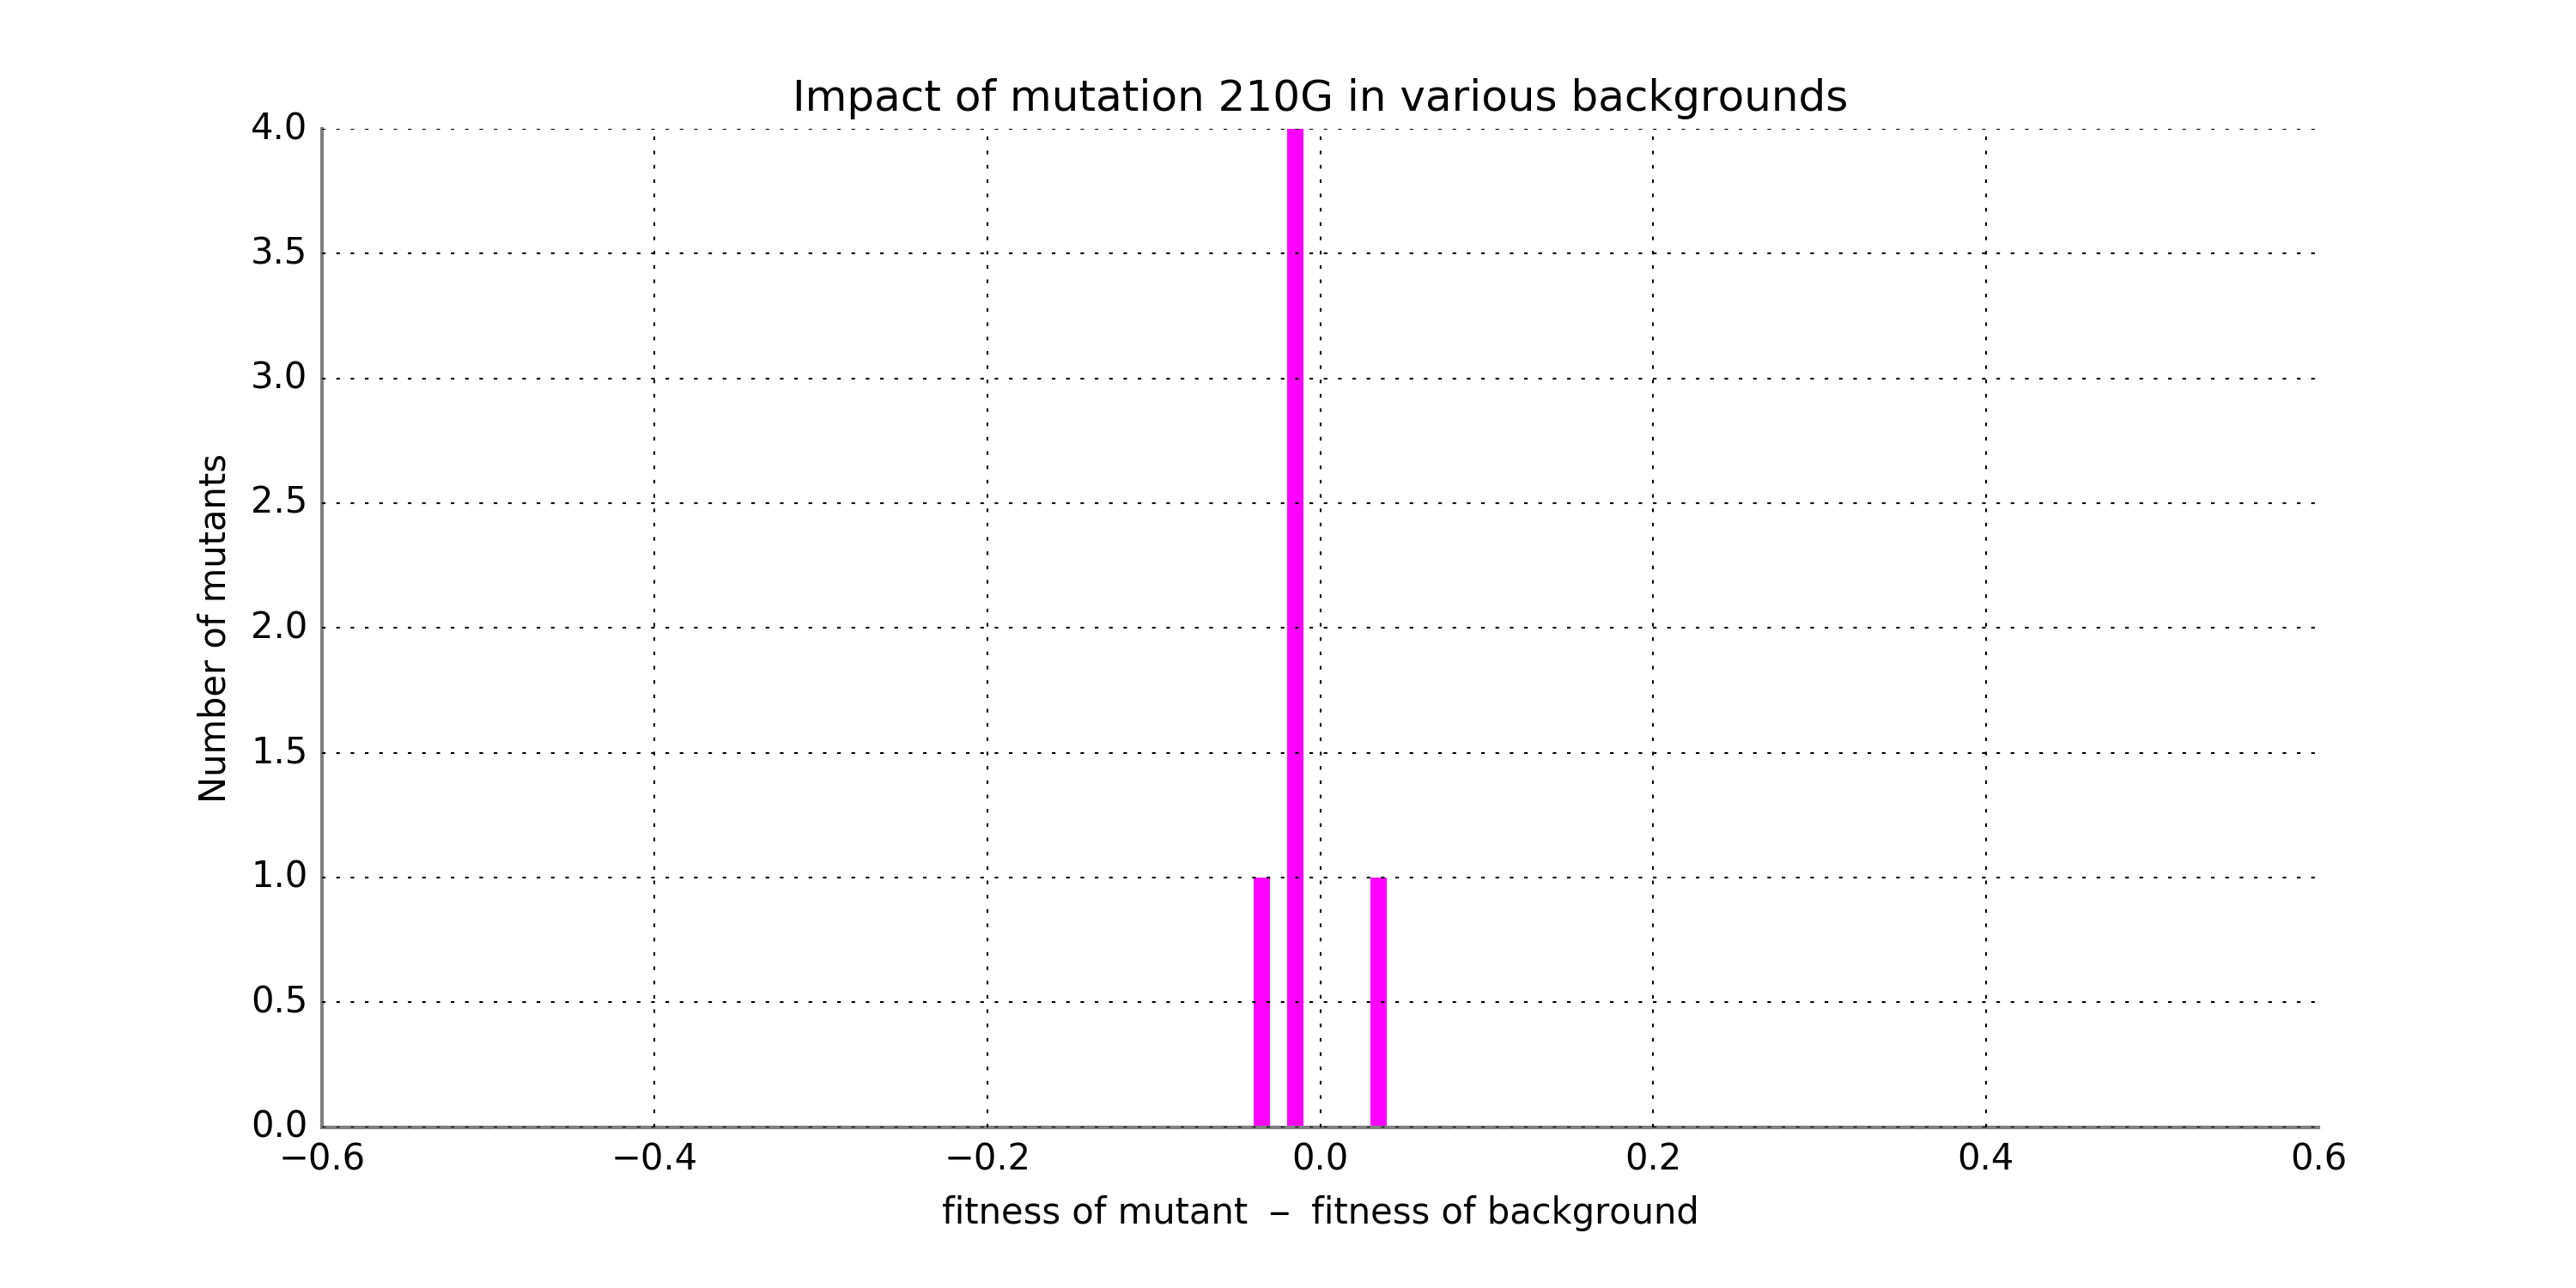 Impact of mutation 210G in various backgrounds
4.0
3.5
3.0
2.5
2.0
1.5
1.0
0.5
0.0
Number of mutants
−0.6 −0.4 −0.2 0.0 0.2 0.4 0.6
fitness of mutant – fitness of background